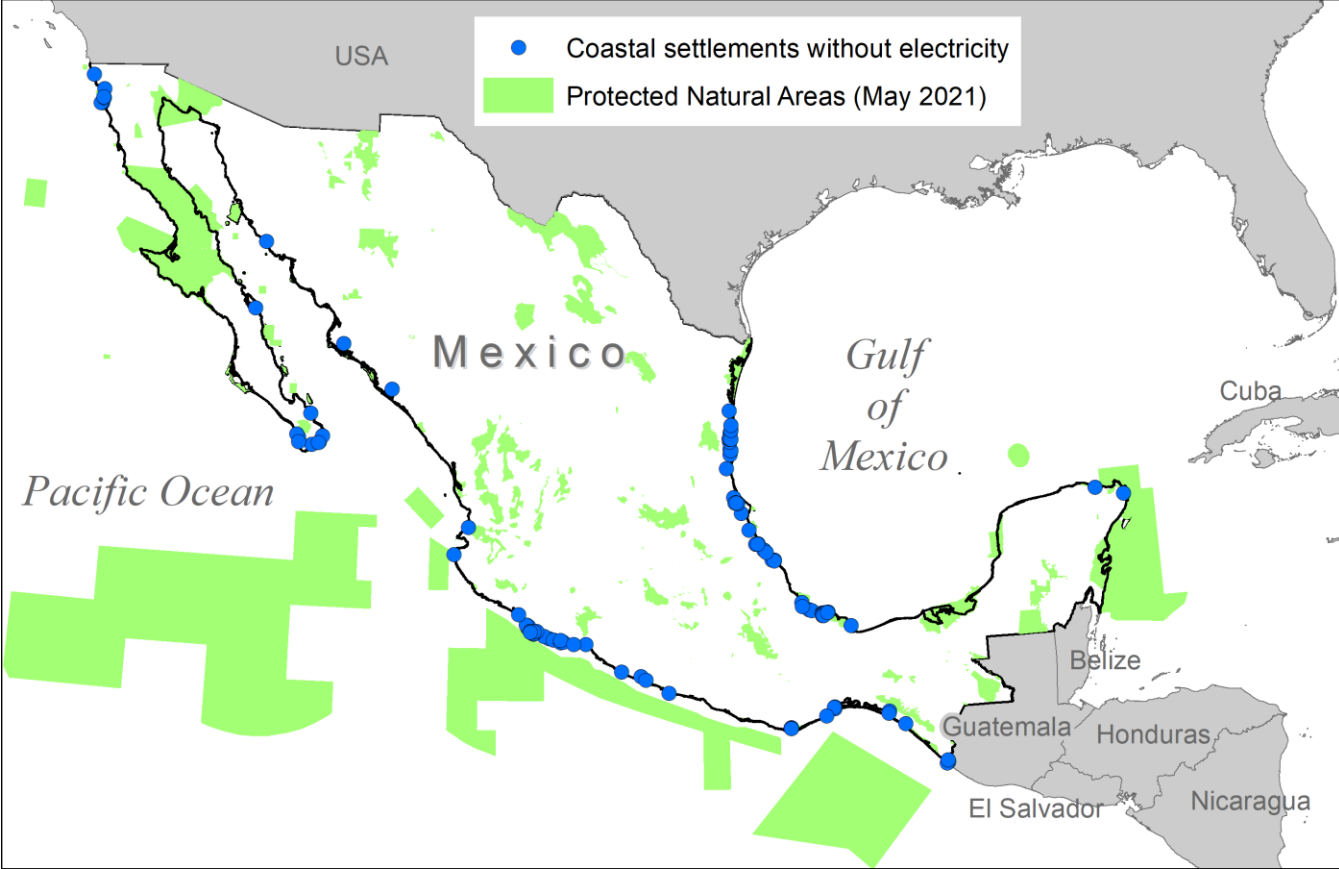 USA
Coastal settlements without electricity
Protected Natural Areas (May 2021)
Mexico
Gulf
of
Mexico
Cuba
Pacific Ocean
Belize
Guatemala
Honduras
El Salvador
Nicaragua